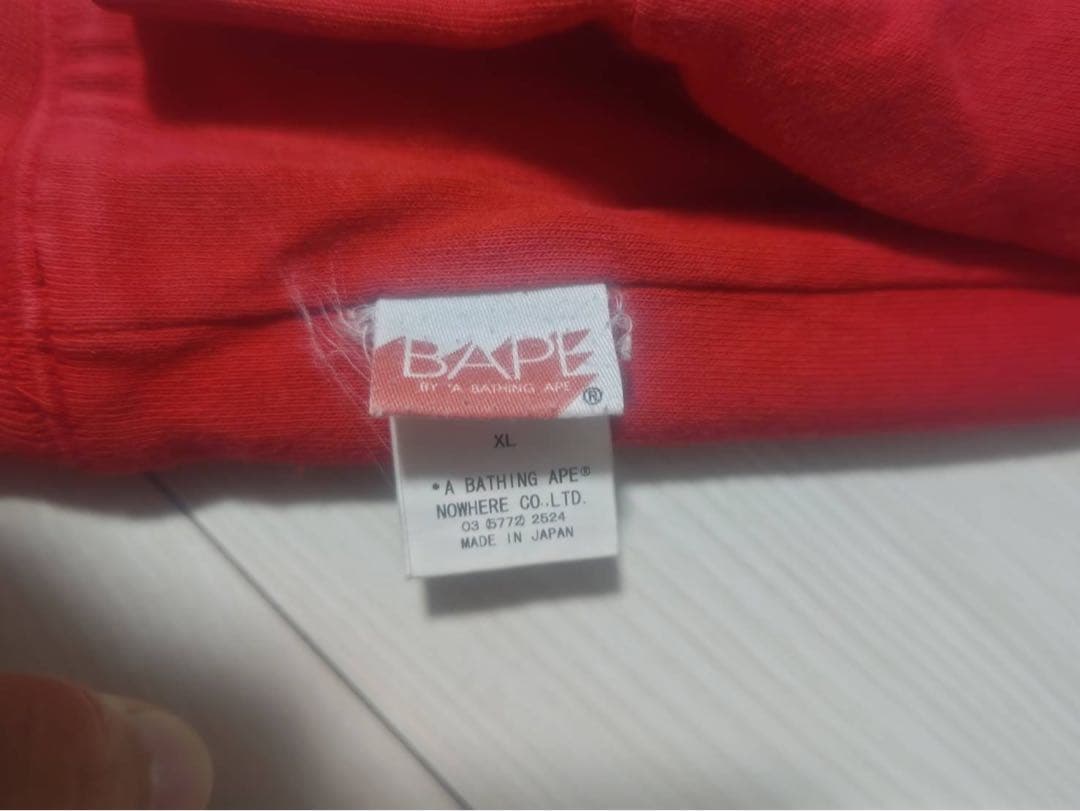 BAPE
BY *A BATHING APE
®
XL
*A BATHING APE®
NOWHERE CO.,LTD.
03 (5772) 2524
MADE IN JAPAN